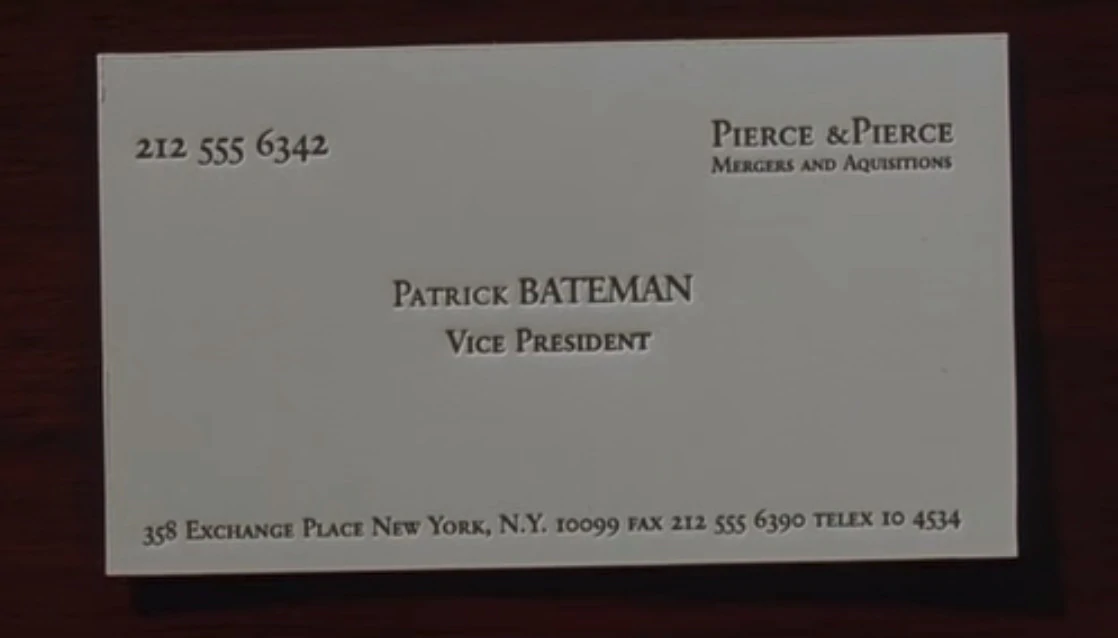 212 555 6342
PIERCE &PIERCE
MERGERS AND AQUISITIONS
PATRICK BATEMAN
VICE PRESIDENT
358 EXCHANGE PLACE NEW YORK, N.Y. 10099 FAX 212 555 6390 TELEX 10 4534